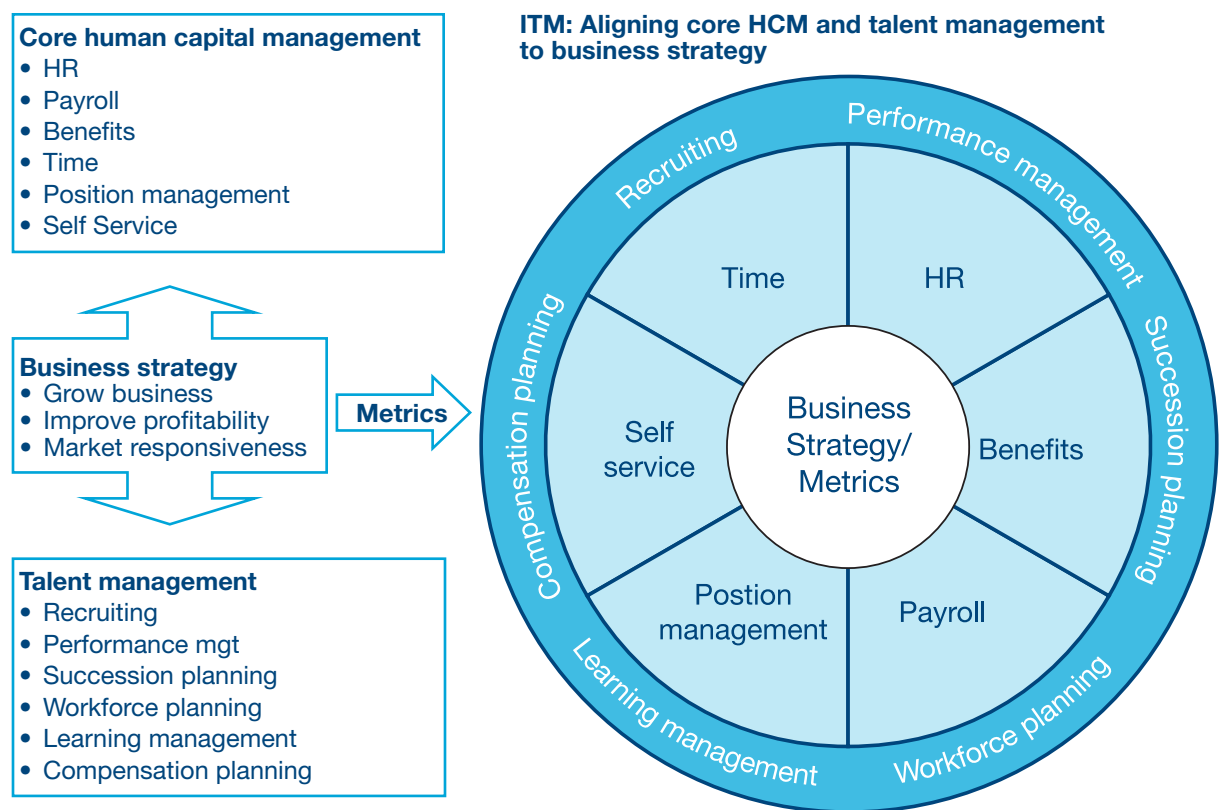 Core human capital management
• HR
• Payroll
• Benefits
• Time
• Position management
• Self Service
Business strategy
• Grow business
• Improve profitability
• Market responsiveness
Metrics
Talent management
• Recruiting
• Performance mgt
• Succession planning
• Workforce planning
• Learning management
• Compensation planning
ITM: Aligning core HCM and talent management
to business strategy
Recruiting
Performance management
Succession planning
Workforce planning
Learning management
Compensation planning
Time
HR
Benefits
Payroll
Postion
management
Self
service
Business
Strategy/
Metrics